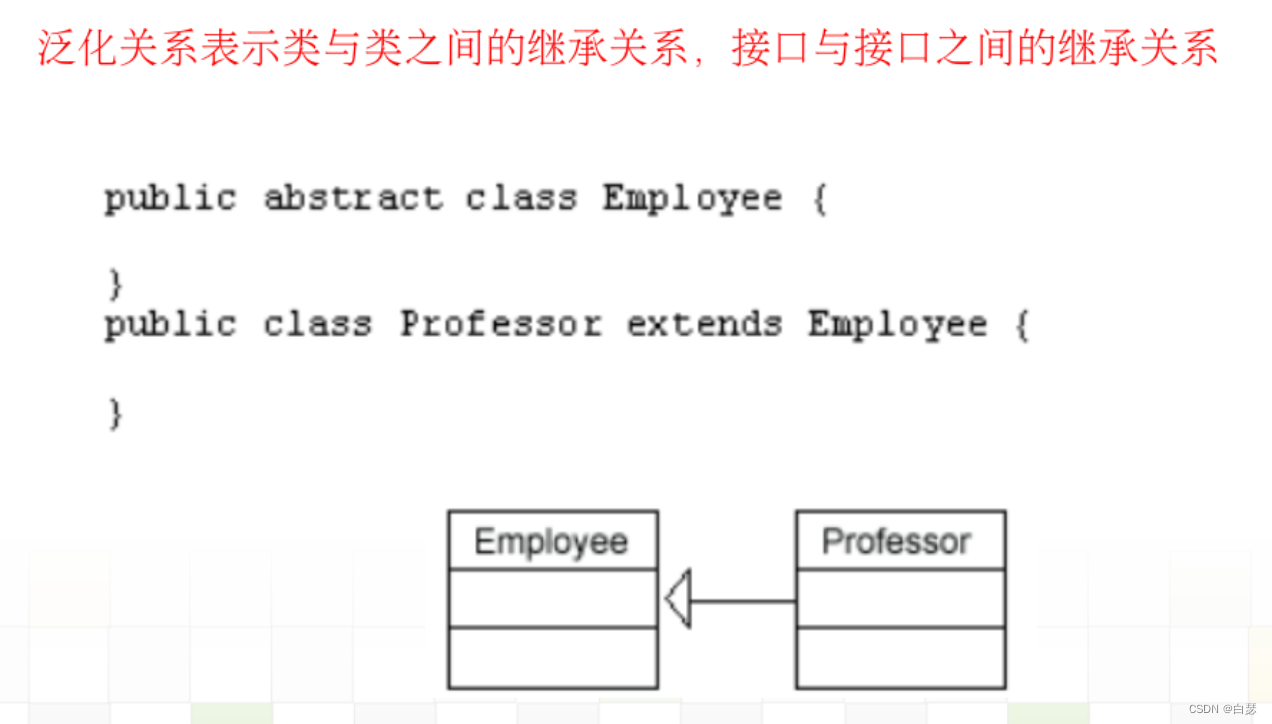 泛化关系表示类与类之间的继承关系，接口与接口之间的继承关系
public abstract class Employee {
}
public class Professor extends Employee {
}
Employee
Professor
CSDN @白瑟